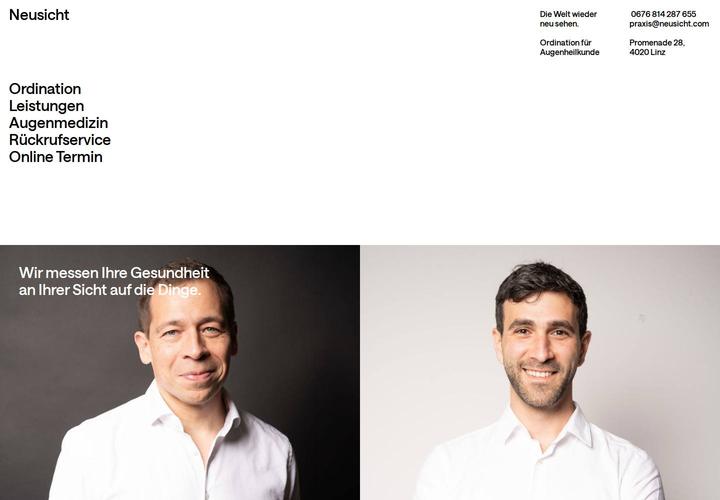 Neusicht
Die Welt wieder
neu sehen.
0676 814 287 655
praxis@neusicht.com
Ordination für
Augenheilkunde
Promenade 28,
4020 Linz
Ordination
Leistungen
Augenmedizin
Rückrufservice
Online Termin
Wir messen Ihre Gesundheit
an Ihrer Sicht auf die Dinge.